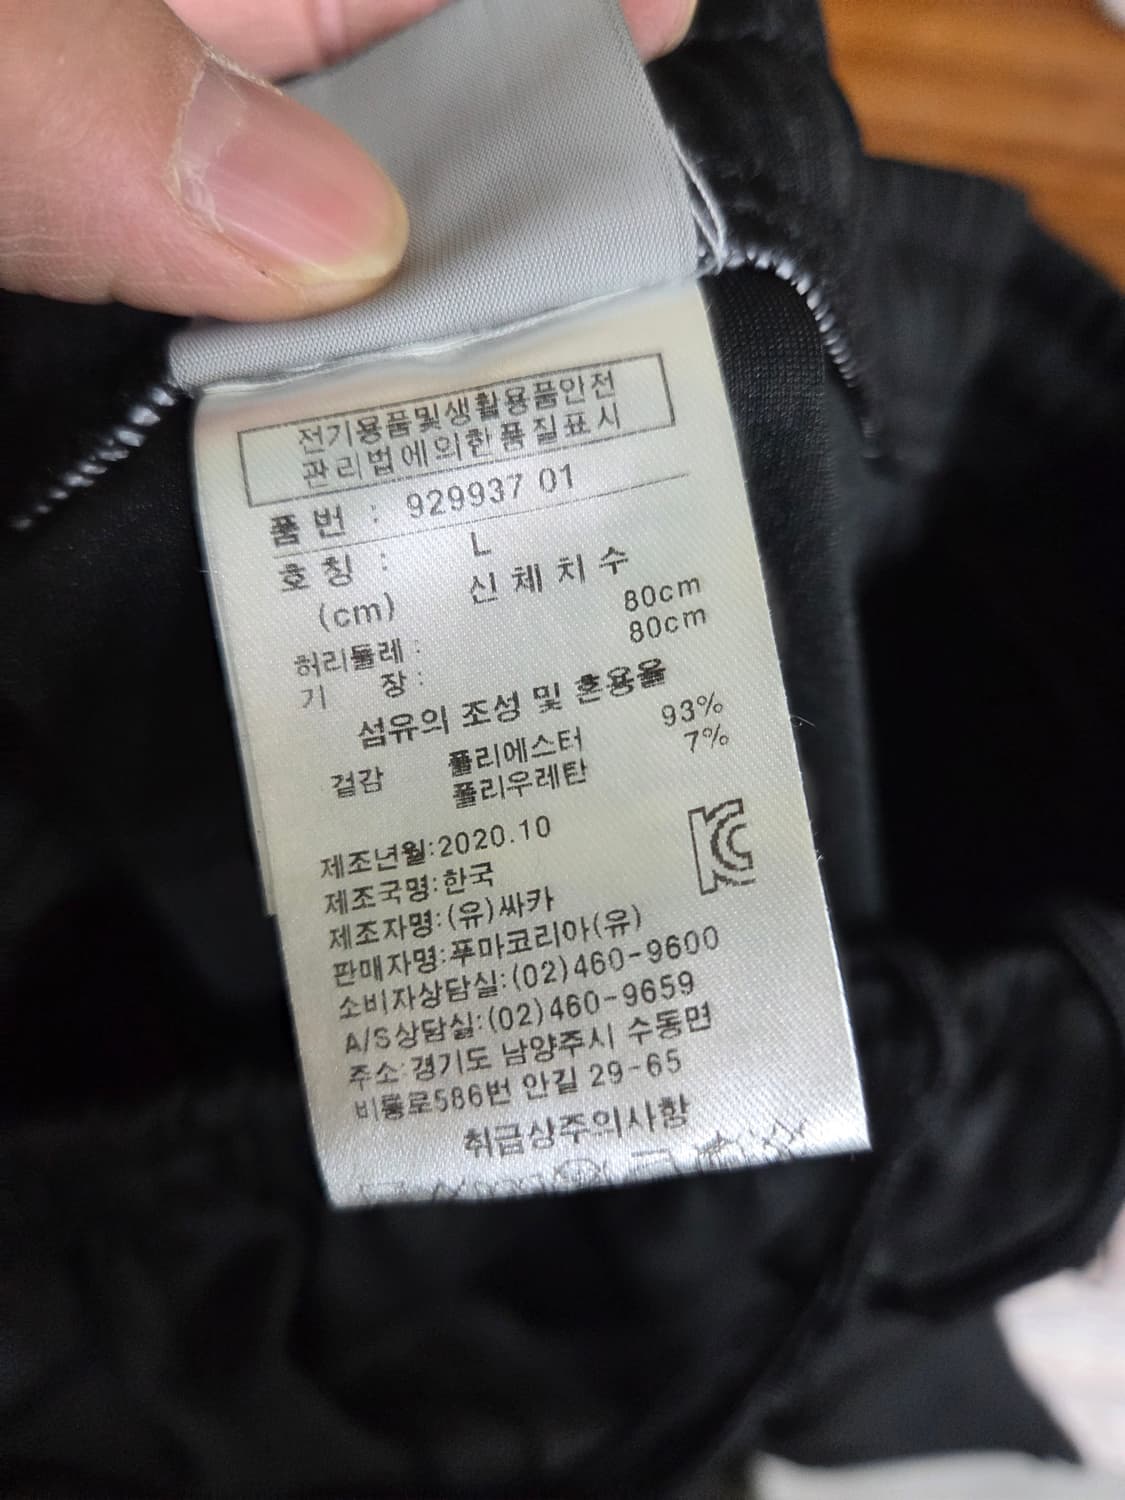 전기용품및생활용품안전
관리법에의한품질표시
품 번 : 929937 01
호 칭 : L
(cm) 신 체 치 수
허리둘레 : 80cm
기 장 : 80cm
섬유의 조성 및 혼용율
겉감 폴리에스터 93%
폴리우레탄 7%
제조년월:2020.10
제조국명:한국
제조자명:(유)싸카
판매자명:푸마코리아(유)
소비자상담실:(02)460-9600
A/S상담실:(02)460-9659
주소:경기도 남양주시 수동면
비룡로586번 안길 29-65
취급상주의사항